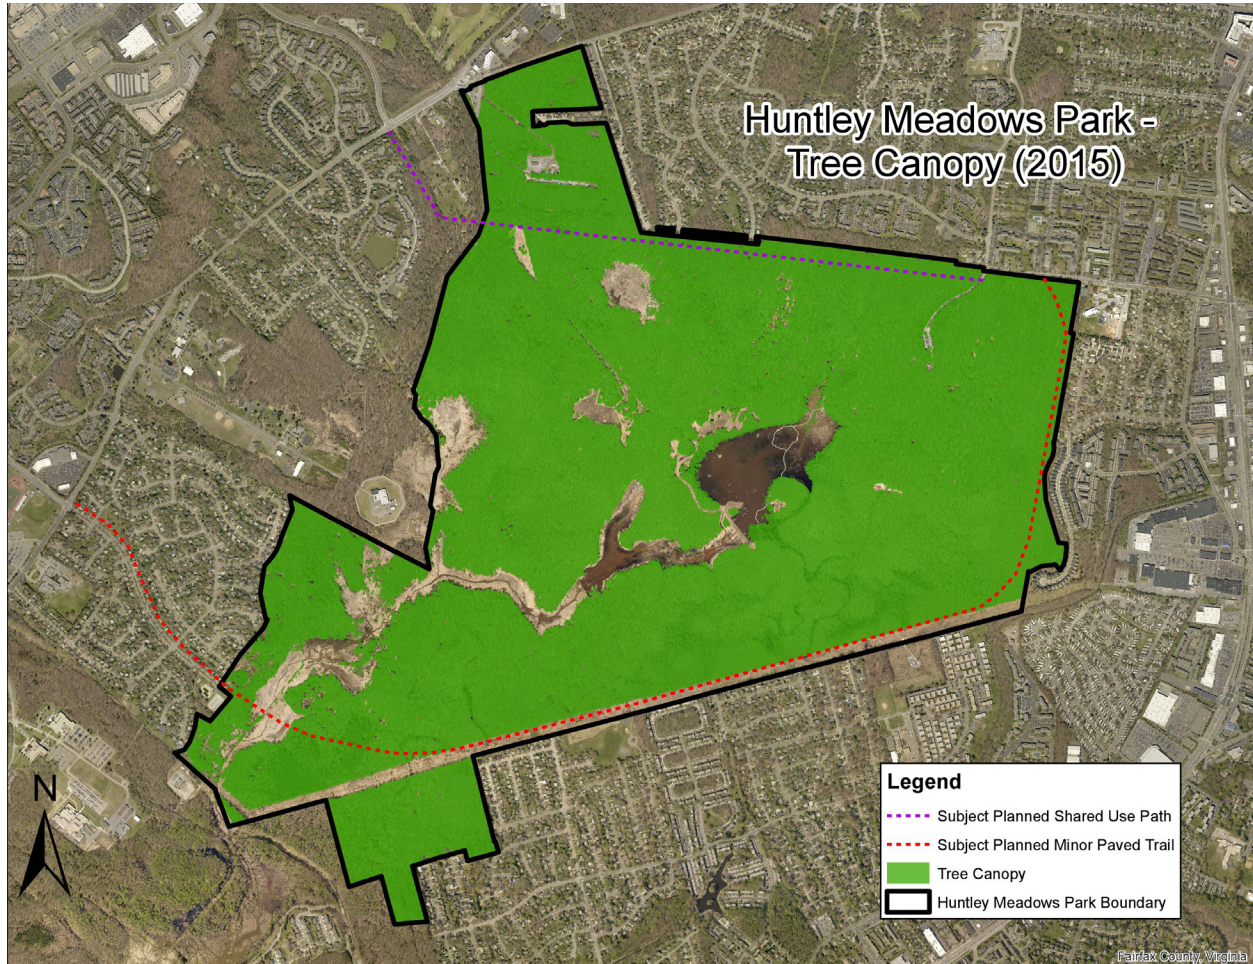 Huntley Meadows Park -
Tree Canopy (2015)
N
Legend
Subject Planned Shared Use Path
Subject Planned Minor Paved Trail
Tree Canopy
Huntley Meadows Park Boundary
Fairfax County, Virginia